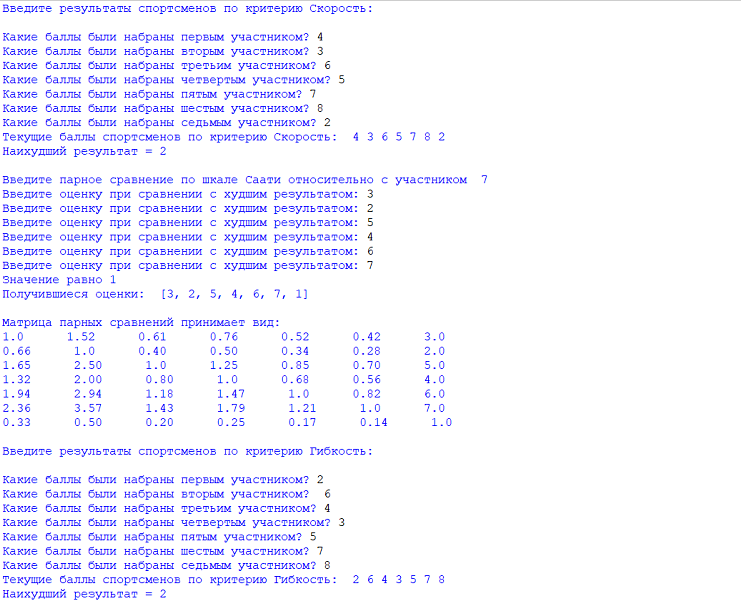 Введите результаты спортсменов по критерию Скорость:
Какие баллы были набраны первым участником? 4
Какие баллы были набраны вторым участником? 3
Какие баллы были набраны третьим участником? 6
Какие баллы были набраны четвертым участником? 5
Какие баллы были набраны пятым участником? 7
Какие баллы были набраны шестым участником? 8
Какие баллы были набраны седьмым участником? 2
Текущие баллы спортсменов по критерию Скорость:  4 3 6 5 7 8 2
Наихудший результат = 2
Введите парное сравнение по шкале Саати относительно с участником  7
Введите оценку при сравнении с худшим результатом: 3
Введите оценку при сравнении с худшим результатом: 2
Введите оценку при сравнении с худшим результатом: 5
Введите оценку при сравнении с худшим результатом: 4
Введите оценку при сравнении с худшим результатом: 6
Введите оценку при сравнении с худшим результатом: 7
Значение равно 1
Получившиеся оценки:  [3, 2, 5, 4, 6, 7, 1]
Матрица парных сравнений принимает вид:
1.0 1.52 0.61 0.76 0.52 0.42 3.0
0.66 1.0 0.40 0.50 0.34 0.28 2.0
1.65 2.50 1.0 1.25 0.85 0.70 5.0
1.32 2.00 0.80 1.0 0.68 0.56 4.0
1.94 2.94 1.18 1.47 1.0 0.82 6.0
2.36 3.57 1.43 1.79 1.21 1.0 7.0
0.33 0.50 0.20 0.25 0.17 0.14 1.0
Введите результаты спортсменов по критерию Гибкость:
Какие баллы были набраны первым участником? 2
Какие баллы были набраны вторым участником?  6
Какие баллы были набраны третьим участником? 4
Какие баллы были набраны четвертым участником? 3
Какие баллы были набраны пятым участником? 5
Какие баллы были набраны шестым участником? 7
Какие баллы были набраны седьмым участником? 8
Текущие баллы спортсменов по критерию Гибкость:  2 6 4 3 5 7 8
Наихудший результат = 2